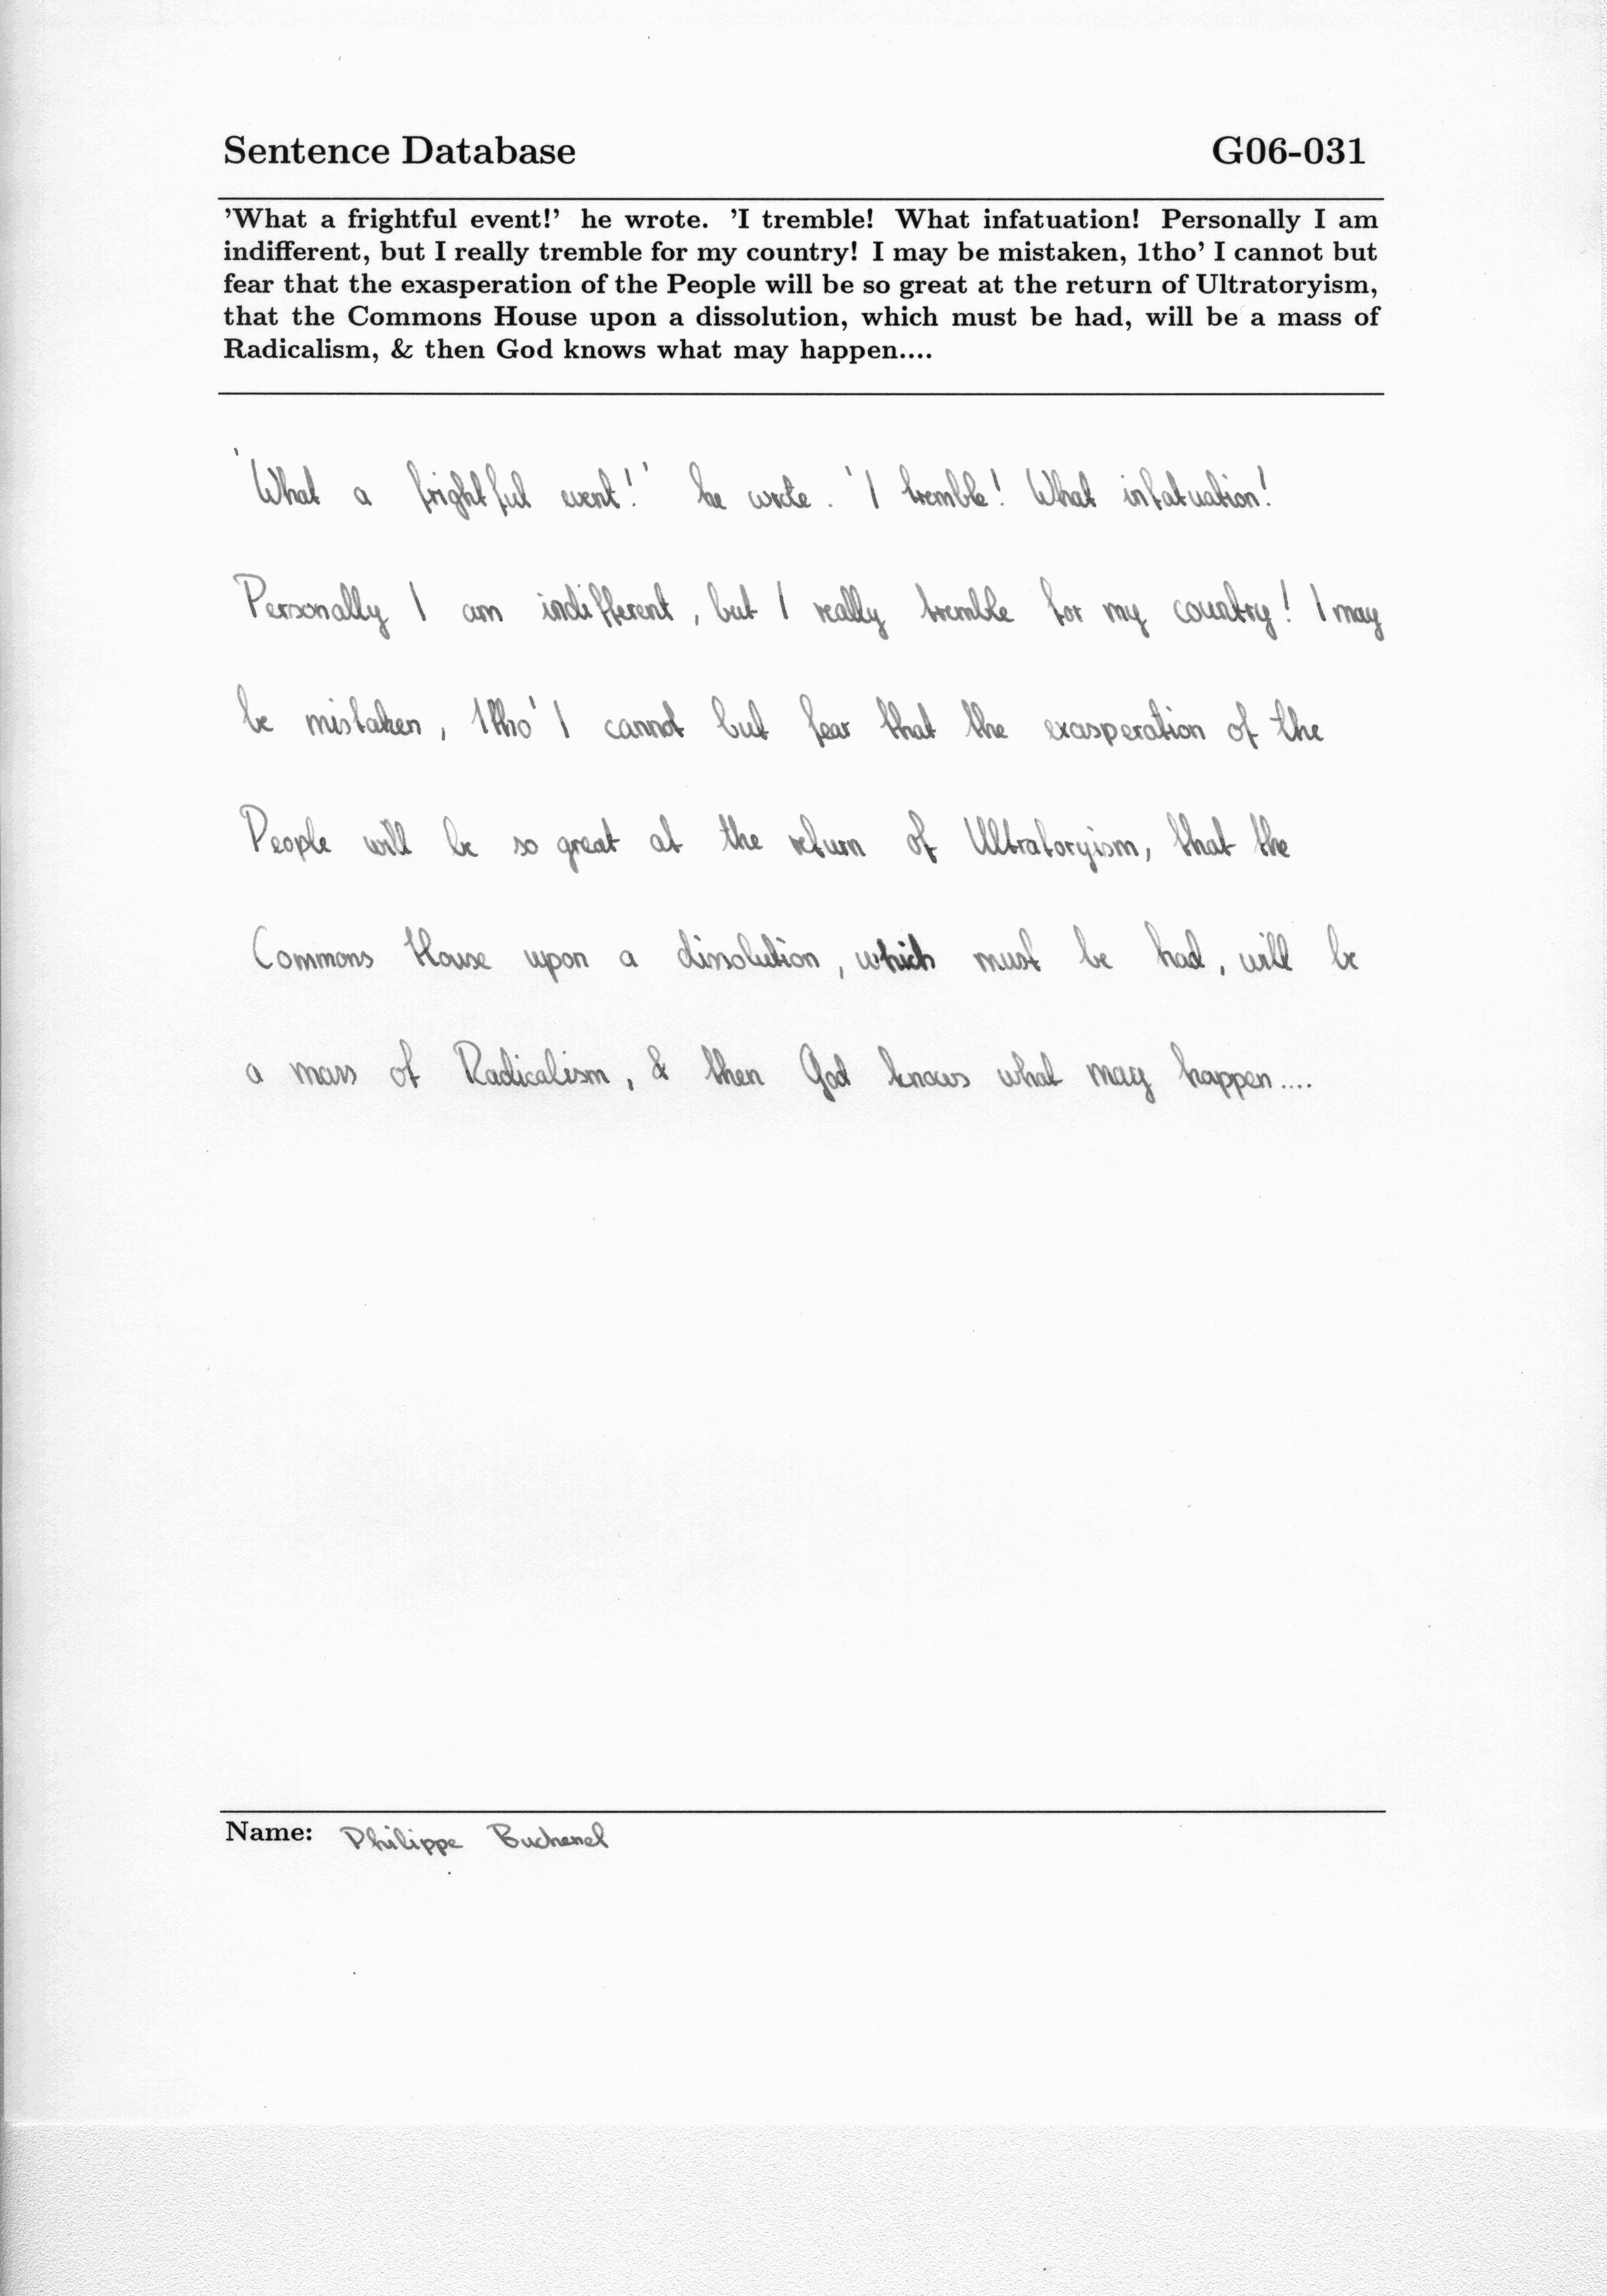 Sentence Database G06-031
’What a frightful event!’ he wrote. ’I tremble! What infatuation! Personally I am
indifferent, but I really tremble for my country! I may be mistaken, 1tho’ I cannot but
fear that the exasperation of the People will be so great at the return of Ultratoryism,
that the Commons House upon a dissolution, which must be had, will be a mass of
Radicalism, & then God knows what may happen....
'What a frightful event!' he wrote. 'I tremble! What infatuation!
Personally I am indifferent, but I really tremble for my country! I may
be mistaken, 1tho' I cannot but fear that the exasperation of the
People will be so great at the return of Ultratoryism, that the
Commons House upon a dissolution, which must be had, will be
a mass of Radicalism, & then God knows what may happen....
Name: Philippe Buchenel